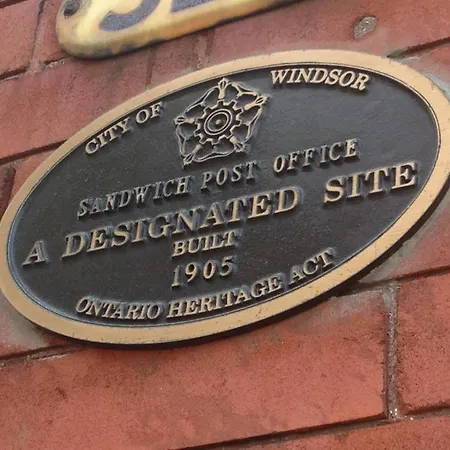 CITY OF WINDSOR
SANDWICH POST OFFICE
A DESIGNATED SITE
BUILT
1905
ONTARIO HERITAGE ACT